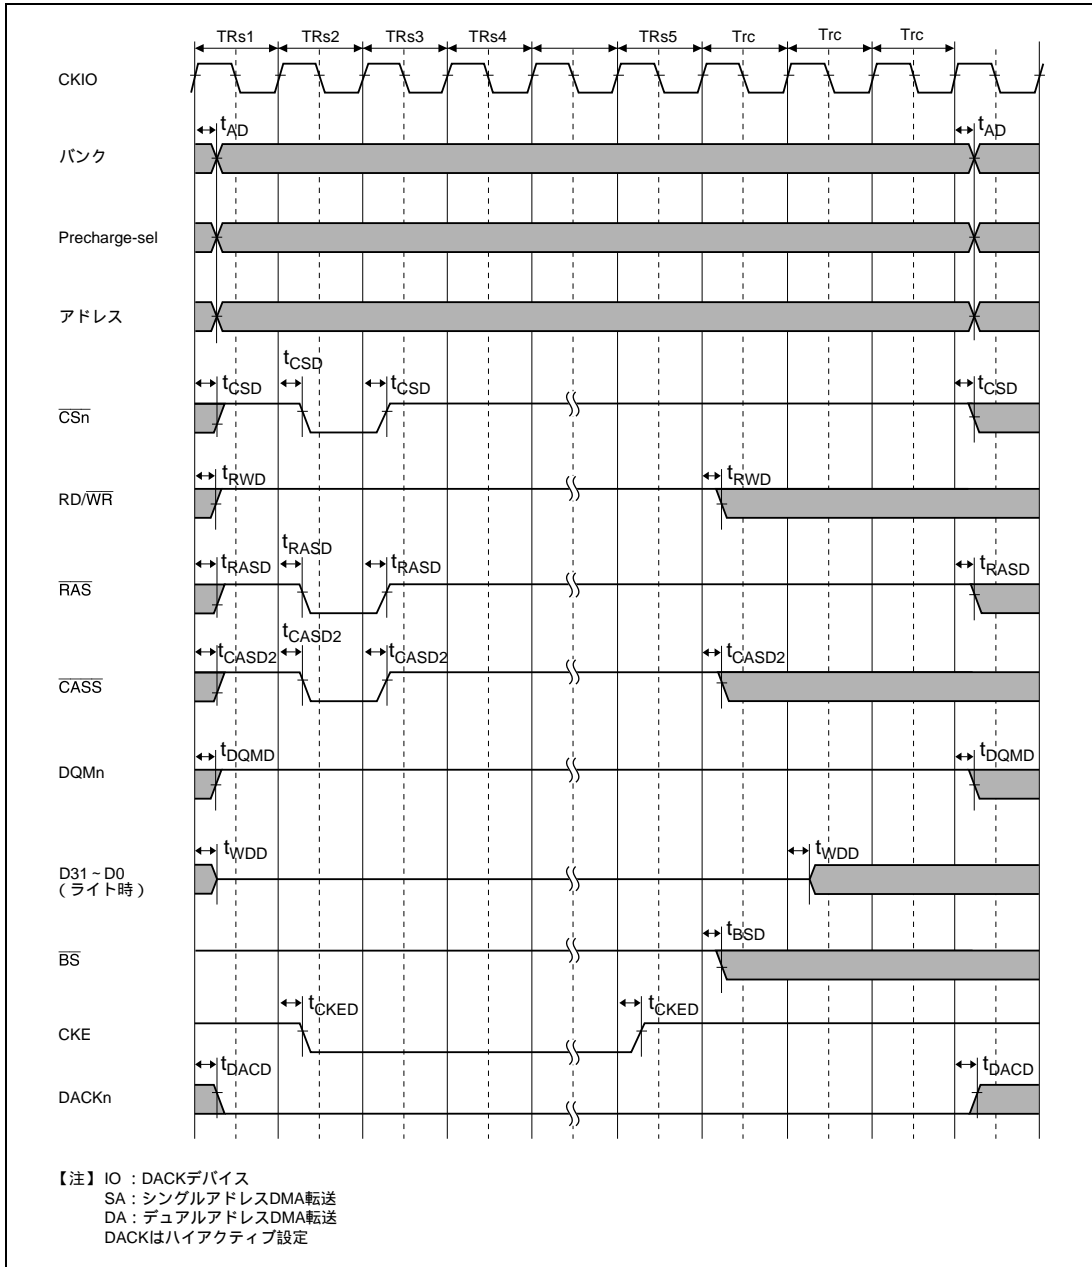 TRs1 TRs2 TRs3 TRs4 TRs5 Trc Trc Trc
CKIO
tAD tAD
バンク
Precharge-sel
アドレス
tCSD tCSD tCSD tCSD
CSn
tRWD tRWD
RD/WR
tRASD tRASD tRASD tRASD
RAS
tCASD2 tCASD2 tCASD2 tCASD2
CASS
tDQMD tDQMD
DQMn
tWDD tWDD
D31~D0
(ライト時)
tBSD
BS
tCKED tCKED
CKE
tDACD tDACD
DACKn
【注】 IO :DACKデバイス
SA:シングルアドレスDMA転送
DA:デュアルアドレスDMA転送
DACKはハイアクティブ設定